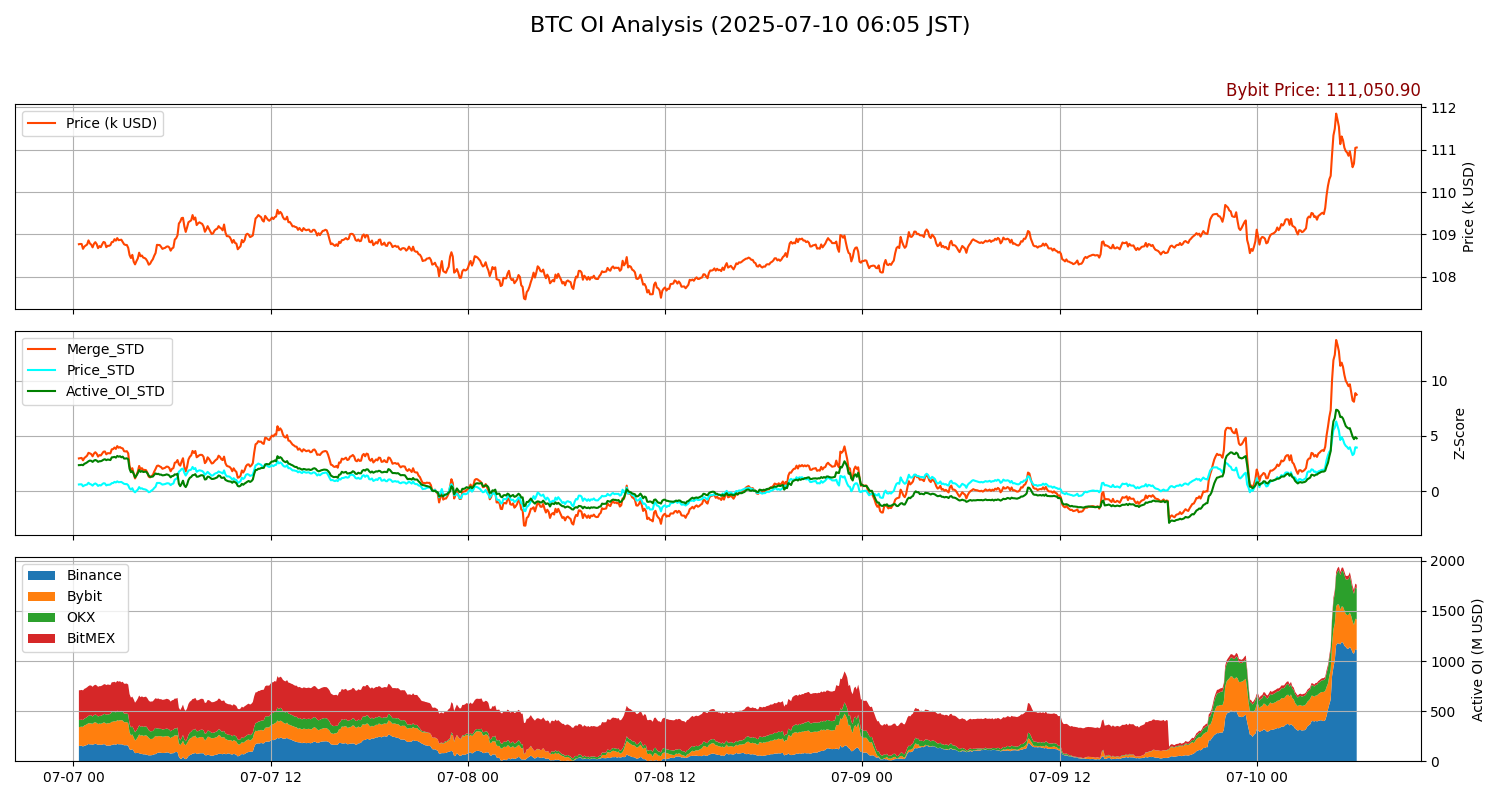 BTC OI Analysis (2025-07-10 06:05 JST)
Bybit Price: 111,050.90
Price (k USD)
112
111
110
109
108
Price (k USD)
Merge_STD
Price_STD
Active_OI_STD
10
5
0
Z-Score
Binance
Bybit
OKX
BitMEX
2000
1500
1000
500
0
Active OI (M USD)
07-07 00
07-07 12
07-08 00
07-08 12
07-09 00
07-09 12
07-10 00